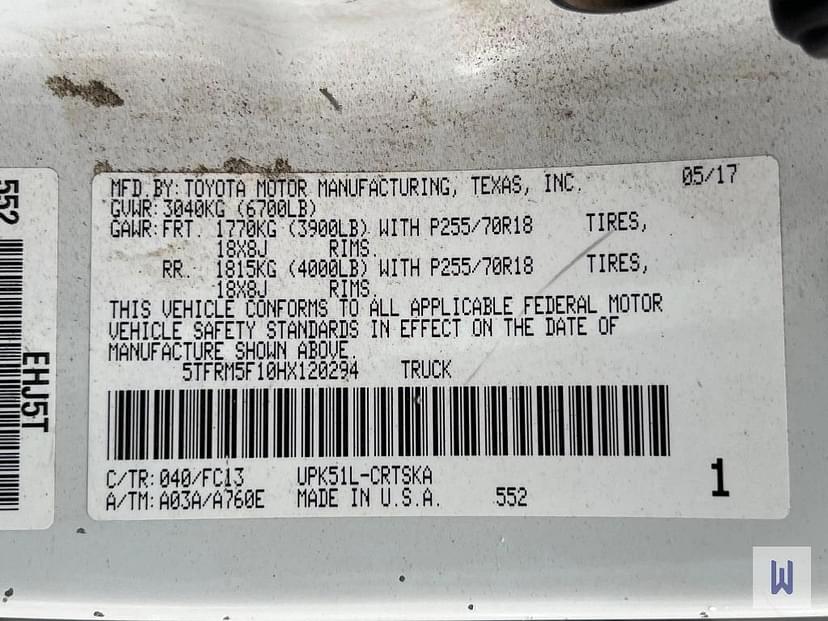 MFD.BY:TOYOTA MOTOR MANUFACTURING, TEXAS, INC. 05/17
GVWR:3040KG (6700LB)
GAWR:FRT. 1770KG (3900LB) WITH P255/70R18 TIRES,
18X8J RIMS.
RR. 1815KG (4000LB) WITH P255/70R18 TIRES,
18X8J RIMS.
THIS VEHICLE CONFORMS TO ALL APPLICABLE FEDERAL MOTOR
VEHICLE SAFETY STANDARDS IN EFFECT ON THE DATE OF
MANUFACTURE SHOWN ABOVE.
5TFRM5F10HX120294 TRUCK
C/TR:040/FC13 UPK51L-CRTSKA
A/TM:A03A/A760E MADE IN U.S.A. 552
1
552
EHJ5T
W